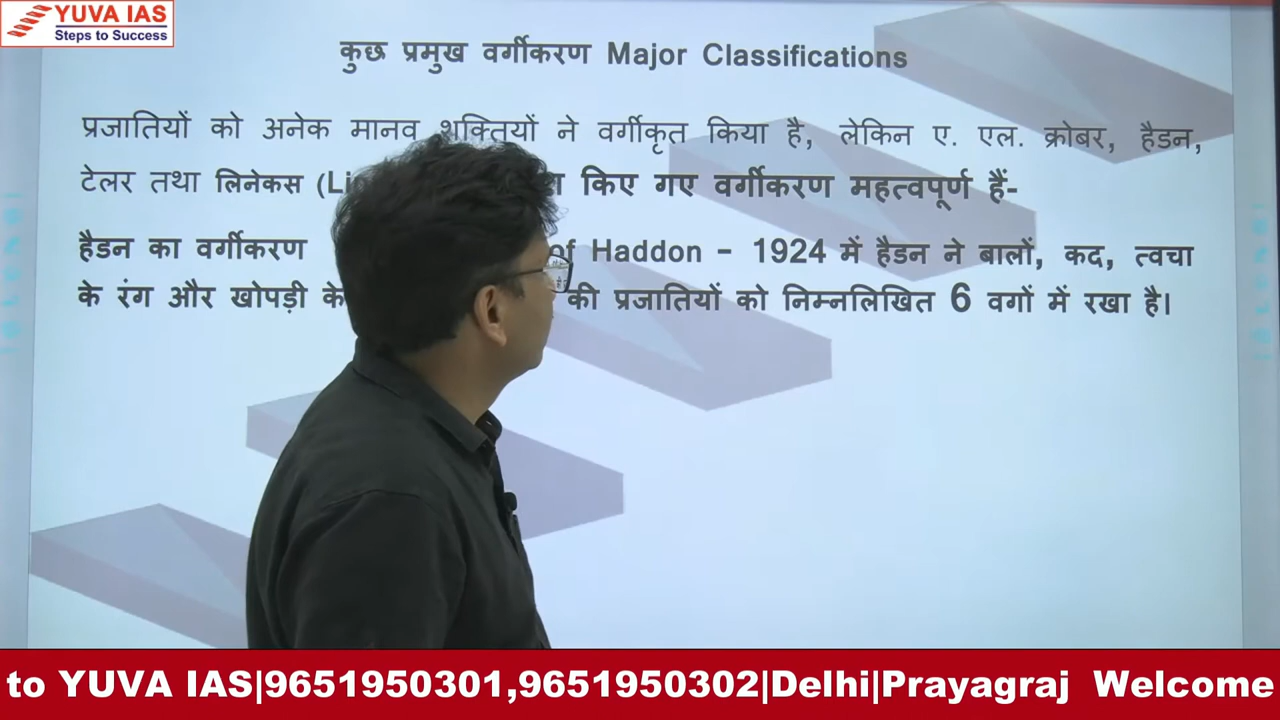 YUVA IAS
Steps to Success
कुछ प्रमुख वर्गीकरण Major Classifications
प्रजातियों को अनेक मानव शक्तियों ने वर्गीकृत किया है, लेकिन ए. एल. क्रोबर, हैडन,
टेलर तथा लिनेकस (Li किए गए वर्गीकरण महत्वपूर्ण हैं-
हैडन का वर्गीकरण of Haddon - 1924 में हैडन ने बालों, कद, त्वचा
के रंग और खोपड़ी के की प्रजातियों को निम्नलिखित 6 वगों में रखा है।
to YUVA IAS|9651950301,9651950302|Delhi|Prayagraj Welcome